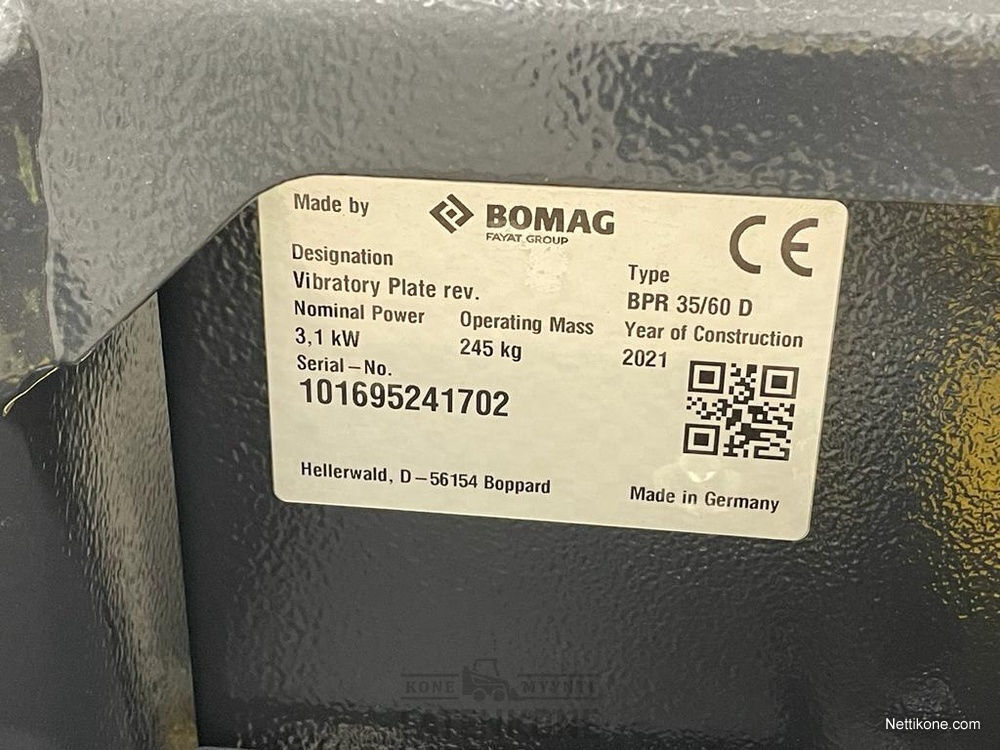 Made by
BOMAG
FAYAT GROUP
CE
Designation
Vibratory Plate rev.
Type
BPR 35/60 D
Nominal Power
3,1 kW
Operating Mass
245 kg
Year of Construction
2021
Serial–No.
101695241702
Hellerwald, D–56154 Boppard
Made in Germany
KONE MYYNTI
Nettikone.com